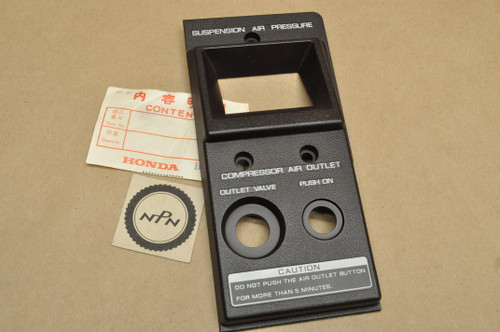 SUSPENSION AIR PRESSURE
内容
CONTEN
HONDA
NPN
COMPRESSOR AIR OUTLET
OUTLET VALVE PUSH ON
CAUTION
DO NOT PUSH THE AIR OUTLET BUTTON
FOR MORE THAN 5 MINUTES.